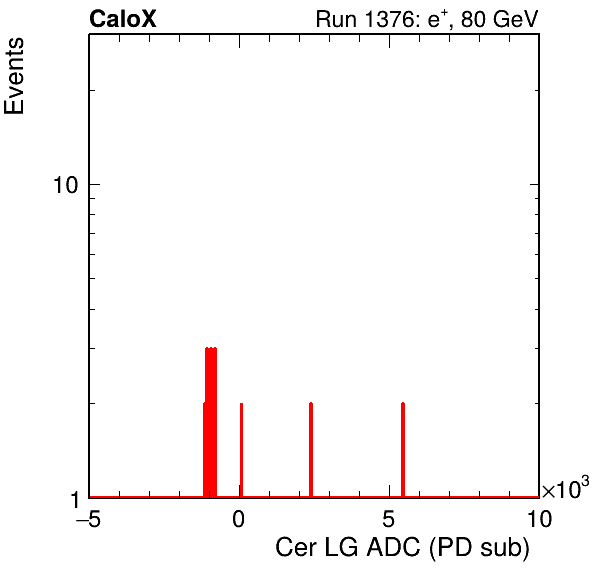 CaloX Run 1376: e⁺, 80 GeV
Events
10
1
−5 0 5 10
×10³
Cer LG ADC (PD sub)